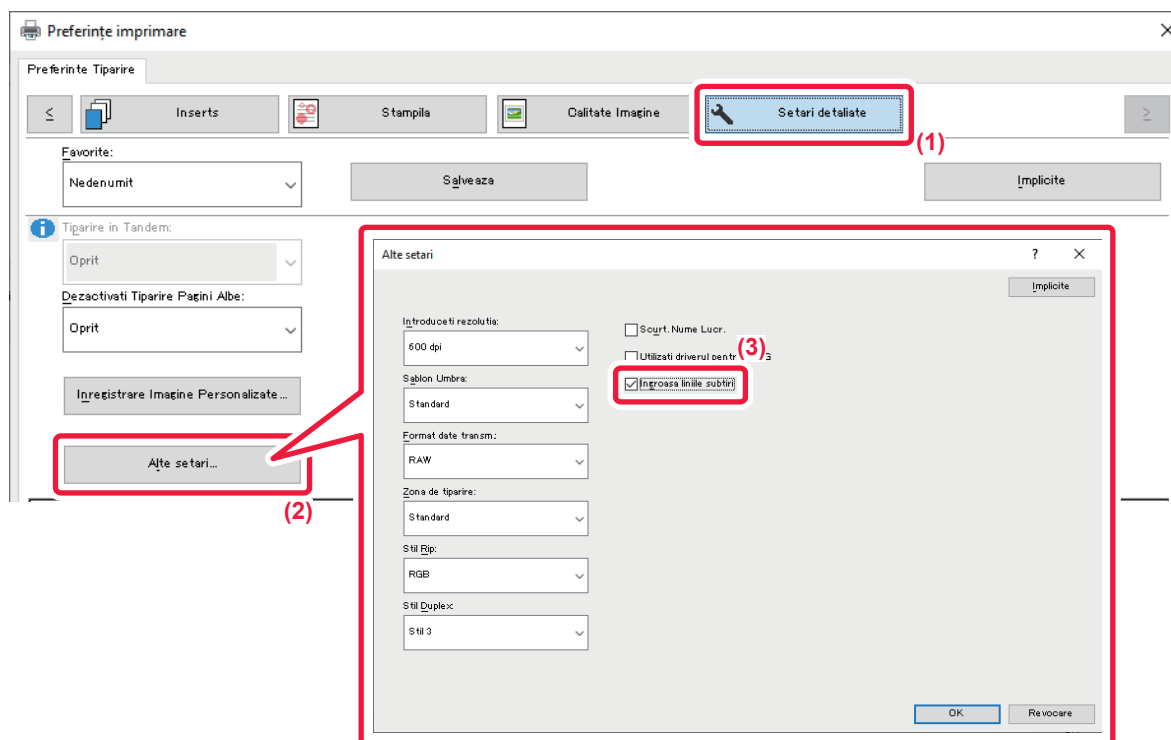 Preferințe imprimare
Preferinte Tiparire
< Inserts Stampila Calitate Imagine Setari detaliate >
(1)
Favorite:
Nedenumit Salveaza Implicite
Tiparire in Tandem:
Oprit
Dezactivati Tiparire Pagini Albe:
Oprit
Inregistrare Imagine Personalizate...
Alte setari...
(2)
Alte setari ?
Implicite
Introduceti rezolutia:
600 dpi
Scurt. Nume Lucr.
Utilizati driverul pentr G
(3)
Ingroasa liniile subtiri
Sablon Umbra:
Standard
Format date transm.:
RAW
Zona de tiparire:
Standard
Stil Rip:
RGB
Stil Duplex:
Stil 3
OK Revocare